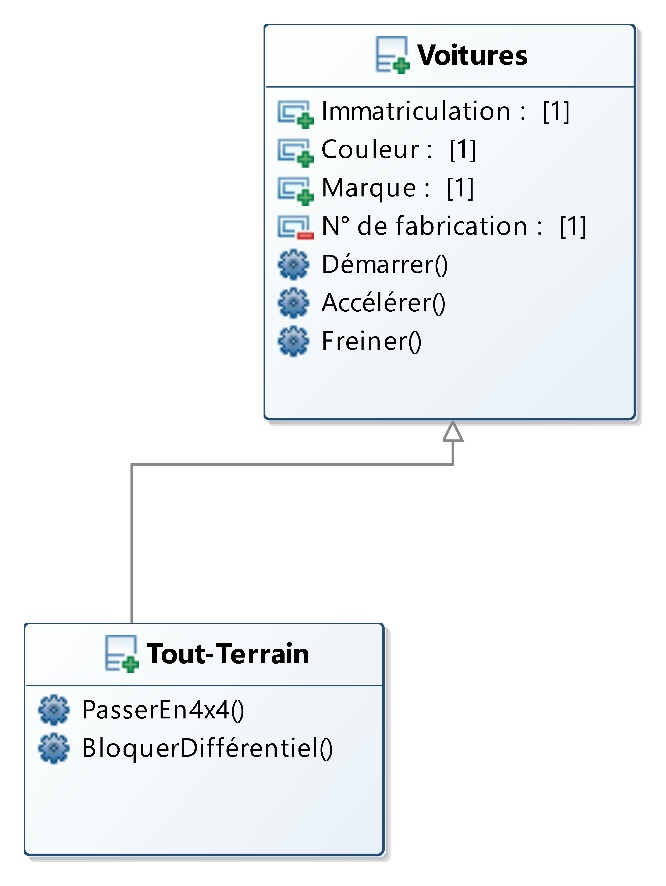 Voitures
Immatriculation :  [1]
Couleur :  [1]
Marque :  [1]
N° de fabrication :  [1]
Démarrer()
Accélérer()
Freiner()
Tout-Terrain
PasserEn4x4()
BloquerDifférentiel()